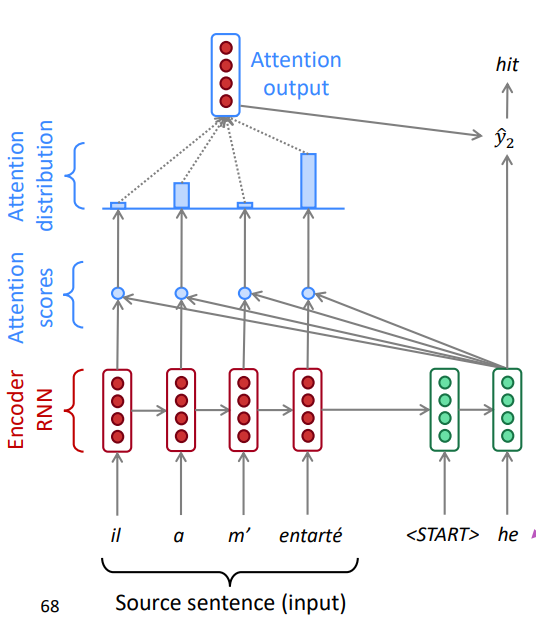 Attention
output
hit
ŷ₂
Attention
distribution
Attention
scores
Encoder
RNN
il
a
m’
entarté
<START>
he
Source sentence (input)
68